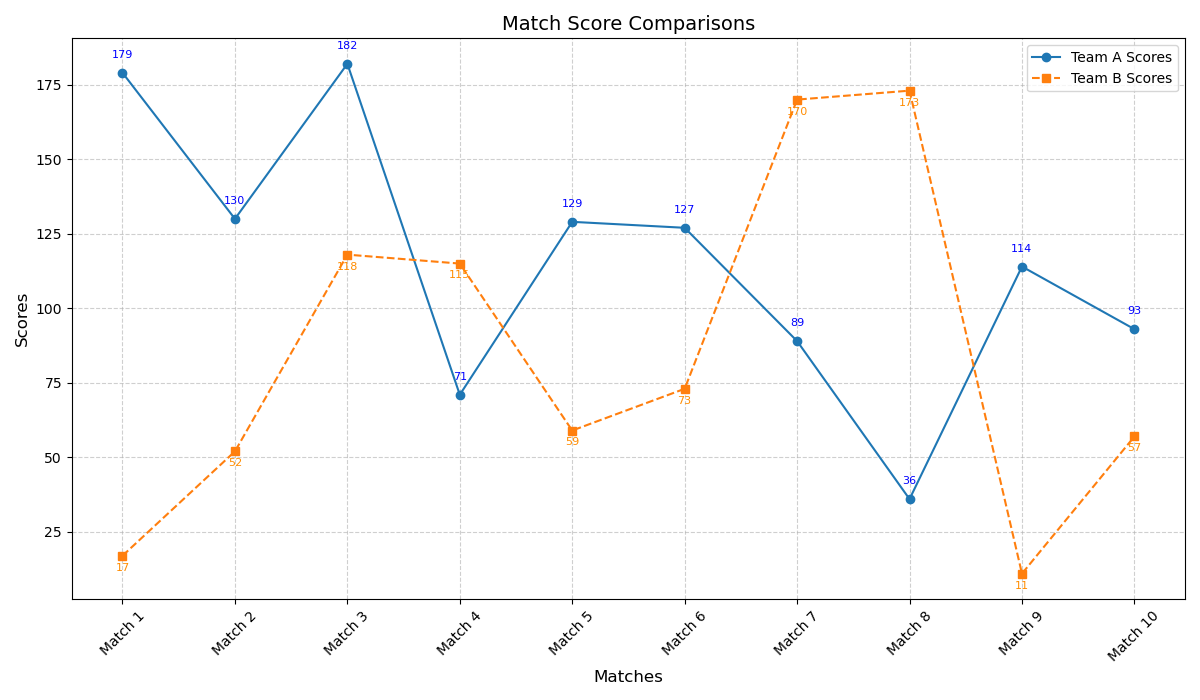 Match Score Comparisons
Team A Scores
Team B Scores
Scores
175
150
125
100
75
50
25
179
130
182
71
129
127
89
36
114
93
17
52
118
115
59
73
170
173
11
57
Match 1
Match 2
Match 3
Match 4
Match 5
Match 6
Match 7
Match 8
Match 9
Match 10
Matches